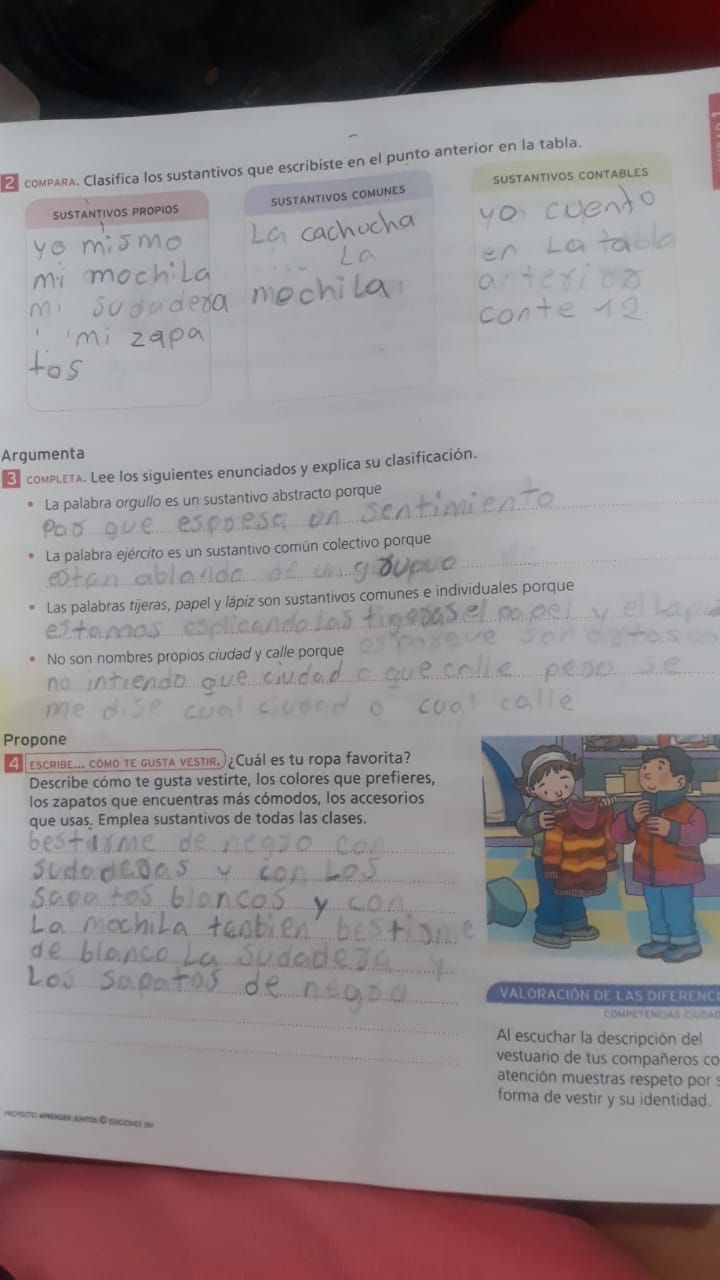 2 COMPARA. Clasifica los sustantivos que escribiste en el punto anterior en la tabla.
SUSTANTIVOS PROPIOS
yo mismo
mi mochila
mi sudadera
mi zapa
tos
SUSTANTIVOS COMUNES
La cachucha
La
mochila
SUSTANTIVOS CONTABLES
yo cuento
en La tabla
anterior
conte 12
Argumenta
3 COMPLETA. Lee los siguientes enunciados y explica su clasificación.
• La palabra orgullo es un sustantivo abstracto porque
por que espresa un sentimiento
• La palabra ejército es un sustantivo común colectivo porque
estan ablando de un
• Las palabras tijeras, papel y lápiz son sustantivos comunes e individuales porque
estamos esplicando las tigeras el papel y el
• No son nombres propios ciudad y calle porque
es porque son
no intiendo que ciudad o que calle pero se
me dise cual ciudad o cual calle
Propone
4 ESCRIBE... CÓMO TE GUSTA VESTIR. ¿Cuál es tu ropa favorita?
Describe cómo te gusta vestirte, los colores que prefieres,
los zapatos que encuentras más cómodos, los accesorios
que usas. Emplea sustantivos de todas las clases.
bestirme de negro con
sudaderas y con Los
sapatos blancos y con
La mochila tanbien bestirme
de blanco La sudadera y
Los sapatos de negro
VALORACIÓN DE LAS DIFERENC
COMPETENCIAS CIUDAD
Al escuchar la descripción del
vestuario de tus compañeros co
atención muestras respeto por s
forma de vestir y su identidad.
PROYECTO APRENDER JUNTOS © EDICIONES SM